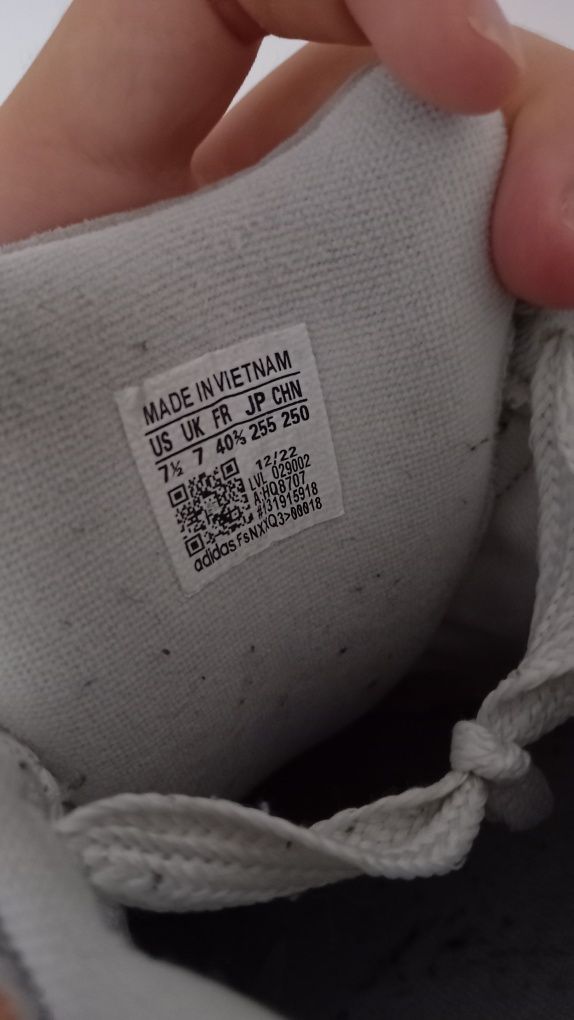 MADE IN VIETNAM
US UK FR JP CHN
7½ 7 40⅔ 255 250
12/22
LVL 029002
A:HQ8707
#131915918
adidas FsNXXQ3>00018